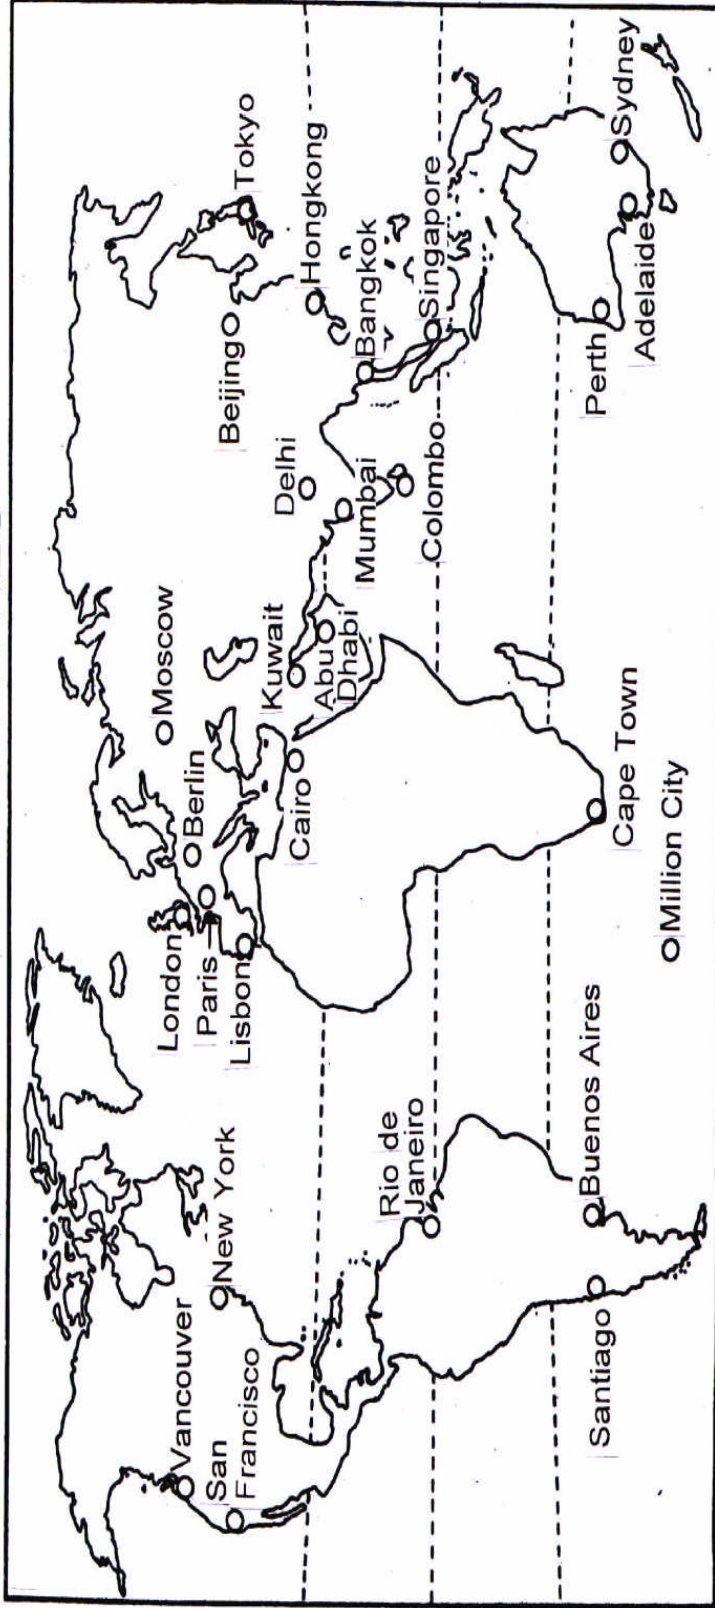 Vancouver
San
Francisco
New York
Rio de
Janeiro
Santiago
Buenos Aires
London
Paris
Lisbon
Berlin
Moscow
Cairo
Kuwait
Abu
Dhabi
Cape Town
Delhi
Mumbai
Colombo
Beijing
Tokyo
Hongkong
Bangkok
Singapore
Perth
Adelaide
Sydney
Million City